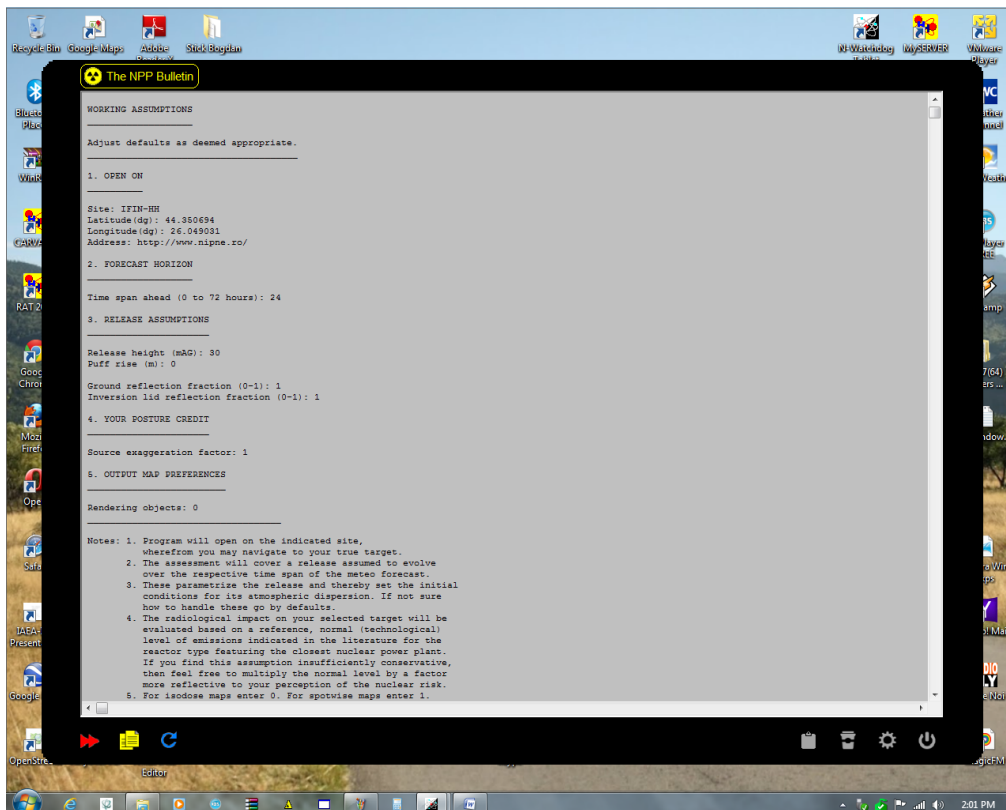 Recycle Bin
Google Maps
Adobe
Stick Bogdan
N-Watchdog
MySERVER
VMware
Player
The NPP Bulletin
WORKING ASSUMPTIONS
Adjust defaults as deemed appropriate.
1. OPEN ON
Site: IFIN-HH
Latitude(dg): 44.350694
Longitude(dg): 26.049031
Address: http://www.nipne.ro/
2. FORECAST HORIZON
Time span ahead (0 to 72 hours): 24
3. RELEASE ASSUMPTIONS
Release height (mAG): 30
Puff rise (m): 0
Ground reflection fraction (0-1): 1
Inversion lid reflection fraction (0-1): 1
4. YOUR POSTURE CREDIT
Source exaggeration factor: 1
5. OUTPUT MAP PREFERENCES
Rendering objects: 0
Notes: 1. Program will open on the indicated site,
wherefrom you may navigate to your true target.
2. The assessment will cover a release assumed to evolve
over the respective time span of the meteo forecast.
3. These parametrize the release and thereby set the initial
conditions for its atmospheric dispersion. If not sure
how to handle these go by defaults.
4. The radiological impact on your selected target will be
evaluated based on a reference, normal (technological)
level of emissions indicated in the literature for the
reactor type featuring the closest nuclear power plant.
If you find this assumption insufficiently conservative,
then feel free to multiply the normal level by a factor
more reflective to your perception of the nuclear risk.
5. For isodose maps enter 0. For spotwise maps enter 1.
RAT 2
IAEA-
Present
Google
OpenStre
Editor
2:01 PM